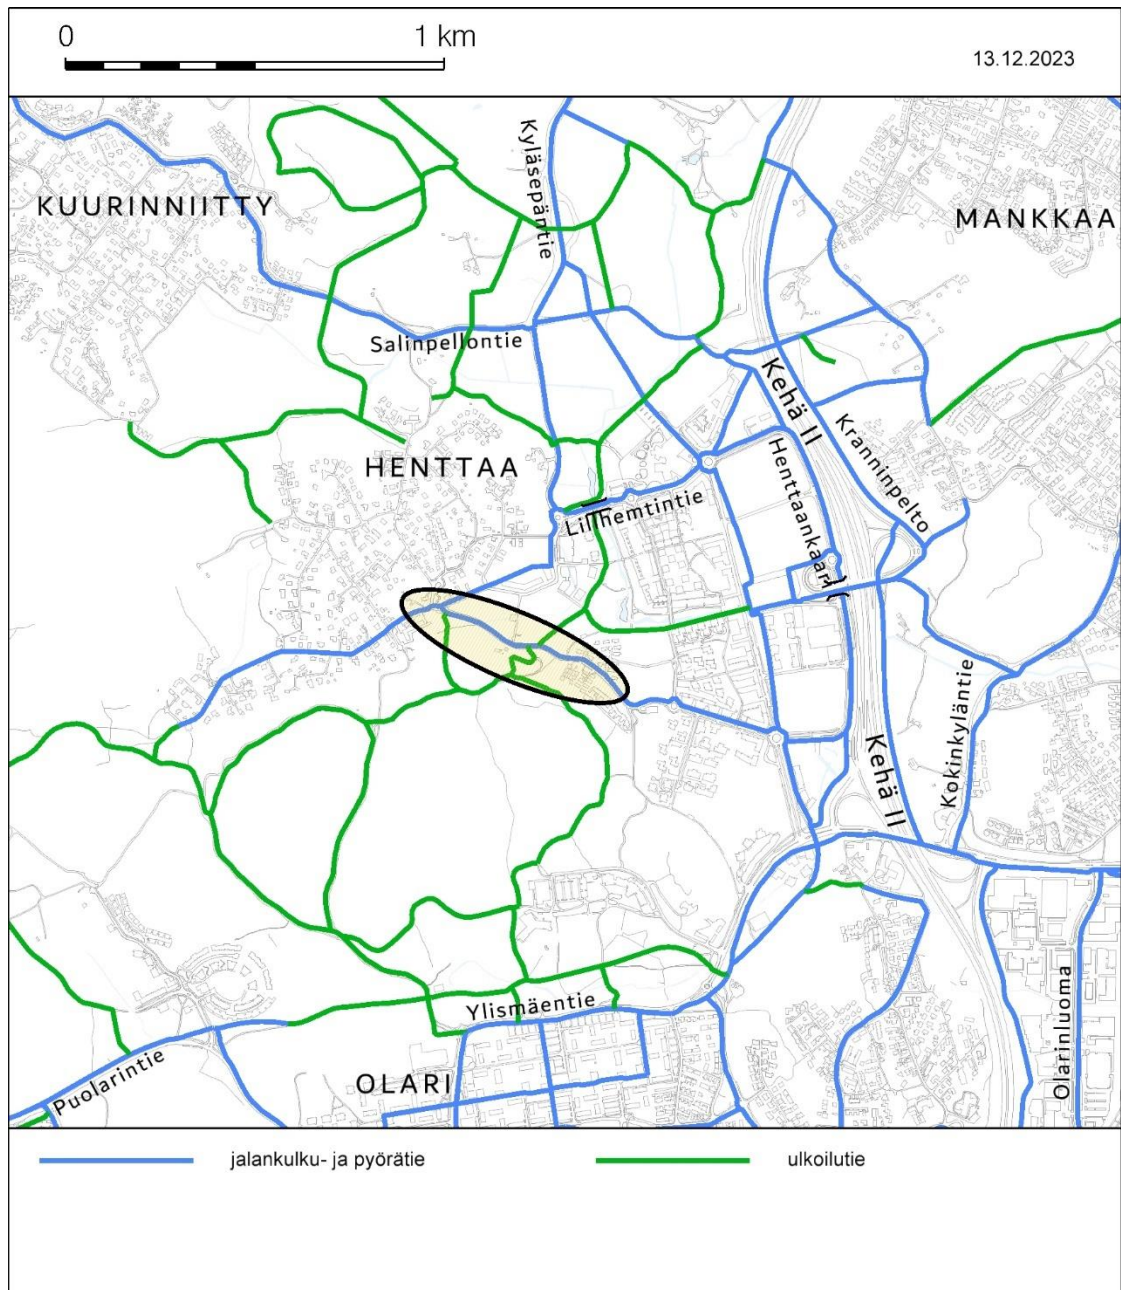 0 1 km
13.12.2023
Kyläsepäntie
KUURINNIITTY
MANKKAA
Salinpellontie
Kehä II
Kranninpelto
HENTTAA
Henttaankaari
Lillhemtintie
Kokinkyläntie
Kehä II
Ylismäentie
Olarinluoma
Puolarintie
OLARI
jalankulku- ja pyörätie ulkoilutie